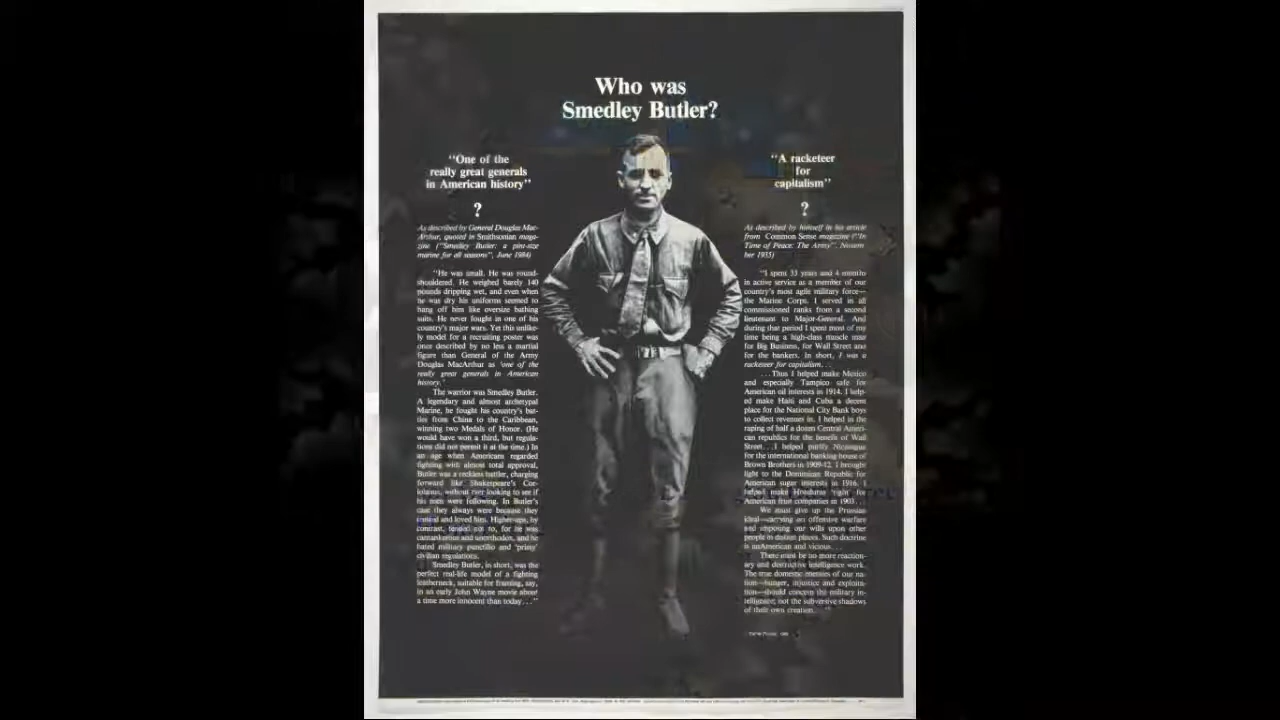 Who was
Smedley Butler?
"One of the
really great generals
in American history"
?
As described by General Douglas Mac-
Arthur, quoted in Smithsonian maga-
zine ("Smedley Butler: a pint-size
marine for all seasons", June 1984)
"He was small. He was round-
shouldered. He weighed barely 140
pounds dripping wet, and even when
he was dry his uniforms seemed to
hang off him like oversize bathing
suits. He never fought in one of his
country's major wars. Yet this unlike-
ly model for a recruiting poster was
once described by no less a martial
figure than General of the Army
Douglas MacArthur as 'one of the
really great generals in American
history.'
The warrior was Smedley Butler.
A legendary and almost archetypal
Marine, he fought his country's bat-
tles from China to the Caribbean,
winning two Medals of Honor. (He
would have won a third, but regula-
tions did not permit it at the time.) In
an age when Americans regarded
fighting with almost total approval,
Butler was a reckless battler, charging
forward like Shakespeare's Cor-
iolanus, without ever looking to see if
his men were following. In Butler's
case they always were because they
trusted and loved him. Higher-ups, by
contrast, tended not to, for he was
cantankerous and unorthodox, and he
hated military punctilio and 'prissy'
civilian regulations.
Smedley Butler, in short, was the
perfect real-life model of a fighting
leatherneck, suitable for framing, say,
in an early John Wayne movie about
a time more innocent than today..."
"A racketeer
for
capitalism"
?
As described by himself in his article
from Common Sense magazine ("In
Time of Peace: The Army", Novem-
ber 1935)
"I spent 33 years and 4 months
in active service as a member of our
country's most agile military force—
the Marine Corps. I served in all
commissioned ranks from a second
lieutenant to Major-General. And
during that period I spent most of my
time being a high-class muscle man
for Big Business, for Wall Street and
for the bankers. In short, I was a
racketeer for capitalism...
...Thus I helped make Mexico
and especially Tampico safe for
American oil interests in 1914. I help-
ed make Haiti and Cuba a decent
place for the National City Bank boys
to collect revenues in. I helped in the
raping of half a dozen Central Ameri-
can republics for the benefit of Wall
Street... I helped purify Nicaragua
for the international banking house of
Brown Brothers in 1909-12. I brought
light to the Dominican Republic for
American sugar interests in 1916. I
helped make Honduras 'right' for
American fruit companies in 1903...
We must give up the Prussian
ideal—carrying on offensive warfare
and imposing our wills upon other
people in distant places. Such doctrine
is unAmerican and vicious...
There must be no more reaction-
ary and destructive intelligence work.
The true domestic enemies of our na-
tion—hunger, injustice and exploita-
tion—should concern the military in-
telligence; not the subversive shadows
of their own creation..."